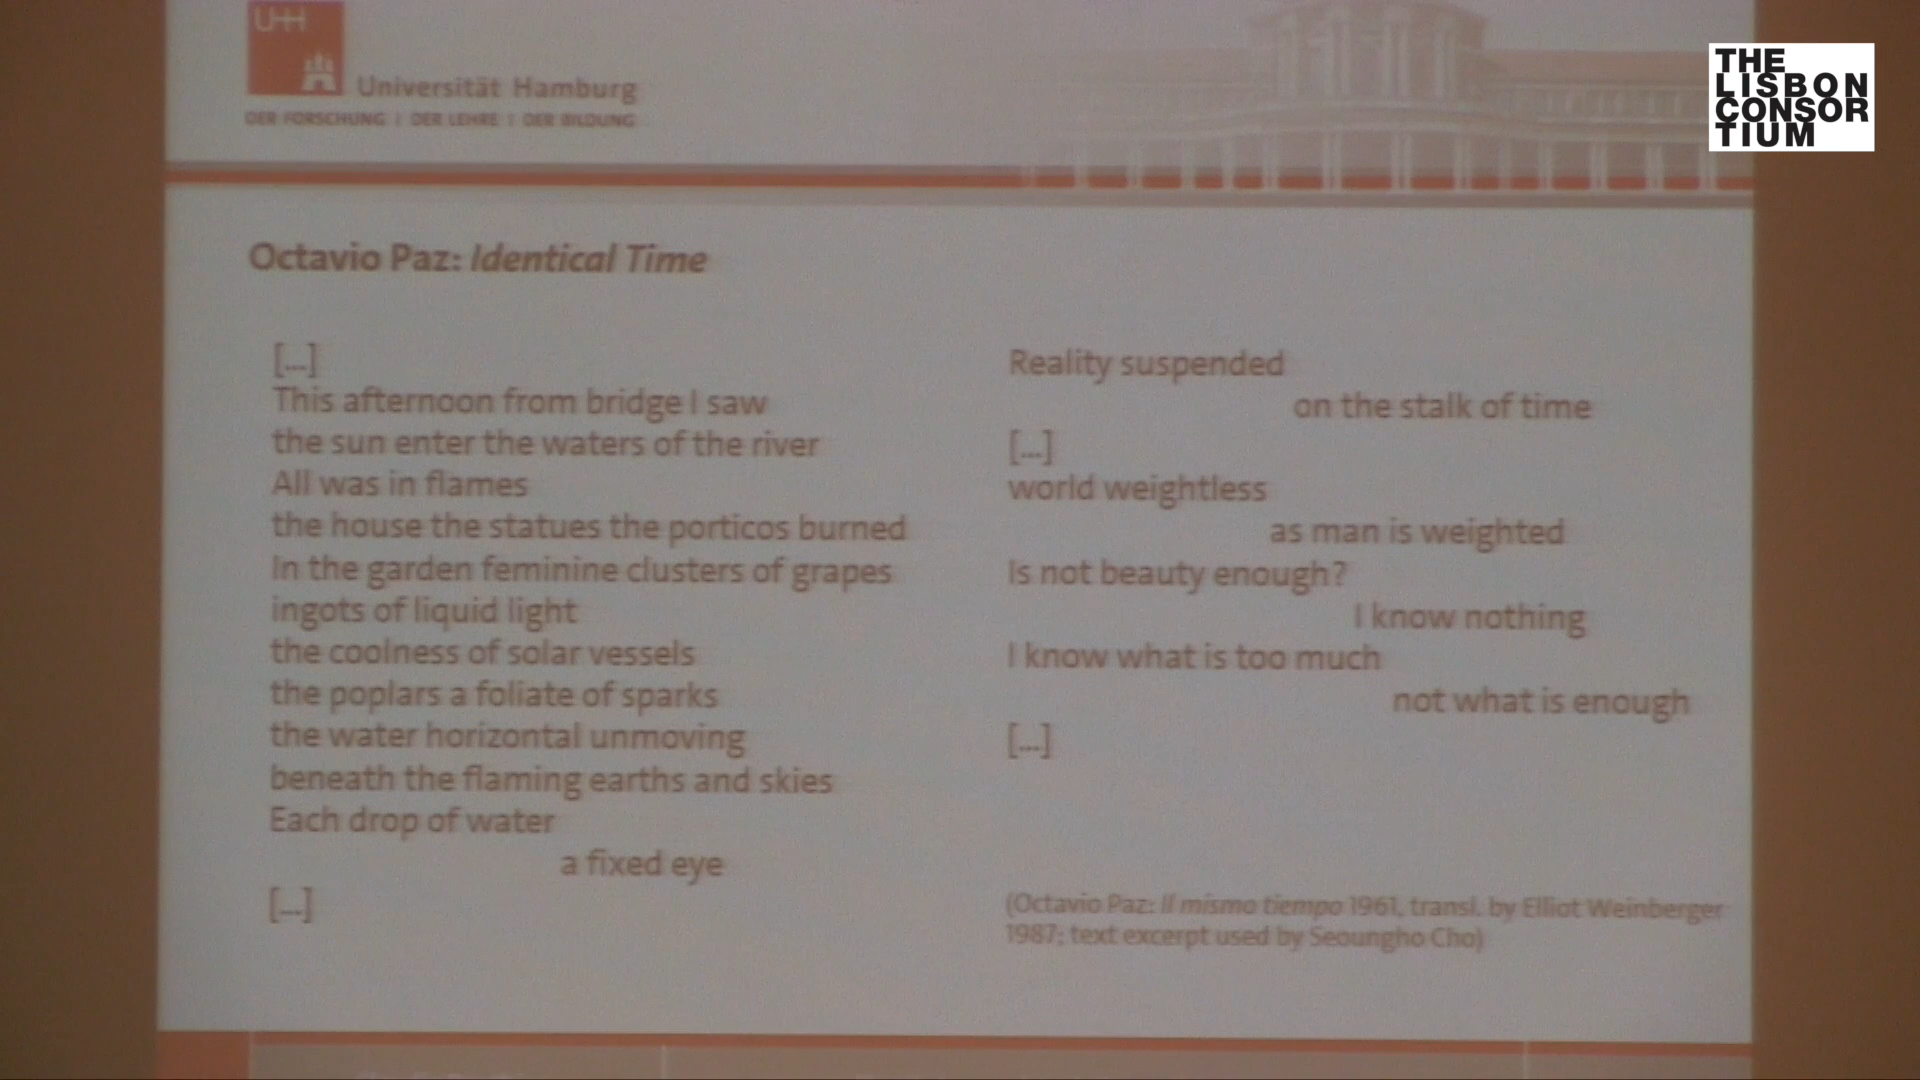 UHH
Universität Hamburg
DER FORSCHUNG | DER LEHRE | DER BILDUNG
THE
LISBON
CONSOR
TIUM
Octavio Paz: Identical Time
[...]
This afternoon from bridge I saw
the sun enter the waters of the river
All was in flames
the house the statues the porticos burned
In the garden feminine clusters of grapes
ingots of liquid light
the coolness of solar vessels
the poplars a foliate of sparks
the water horizontal unmoving
beneath the flaming earths and skies
Each drop of water
a fixed eye
[...]
Reality suspended
on the stalk of time
[...]
world weightless
as man is weighted
Is not beauty enough?
I know nothing
I know what is too much
not what is enough
[...]
(Octavio Paz: Il mismo tiempo 1961, transl. by Elliot Weinberger
1987; text excerpt used by Seoungho Cho)